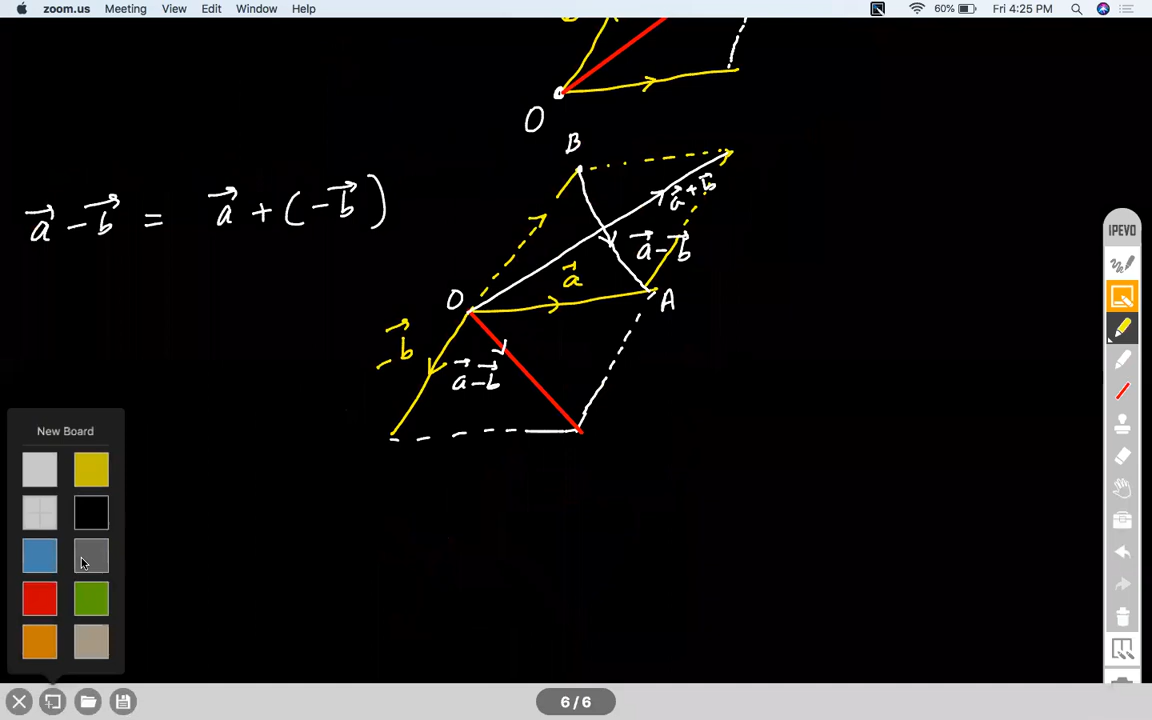 zoom.us Meeting View Edit Window Help 60% Fri 4:25 PM
O
B
a⃗ - b⃗ = a⃗ + (-b⃗)
a⃗ + b⃗
a⃗ - b⃗
a⃗
O
A
-b⃗
a⃗ - b⃗
IPEVO
New Board
6 / 6